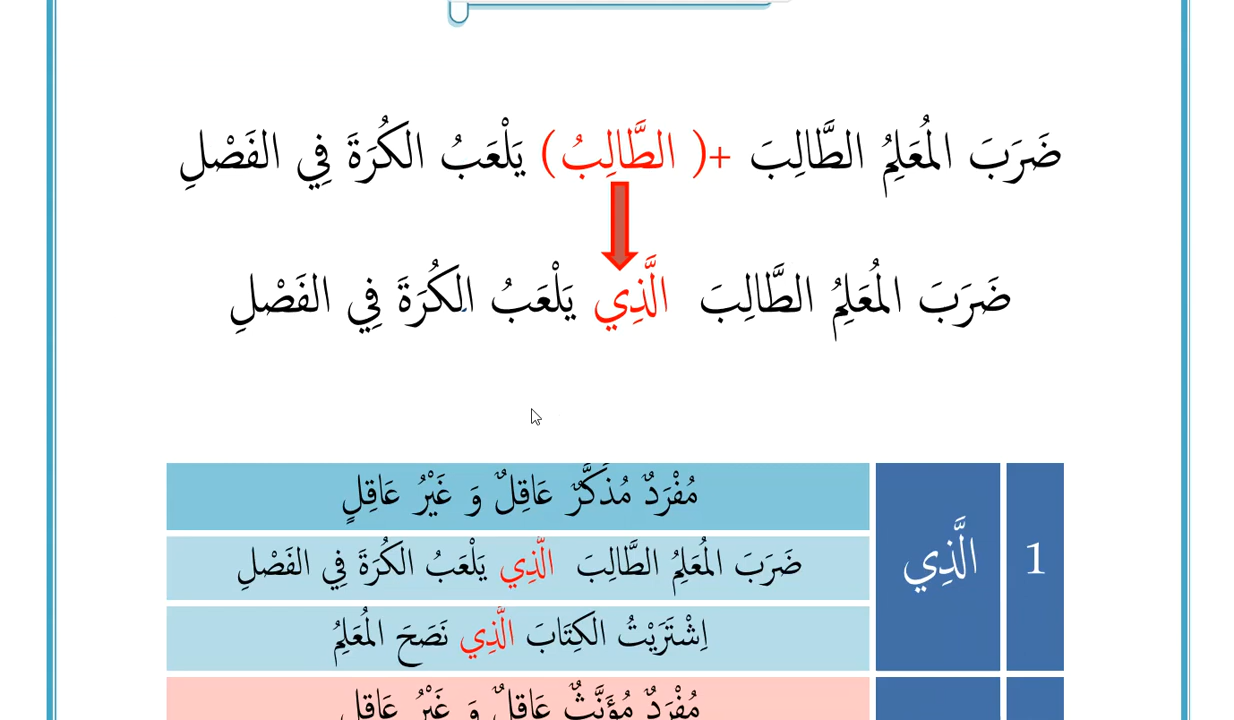 ضَرَبَ المُعَلِمُ الطَّالِبَ +( الطَّالِبُ ) يَلْعَبُ الكُرَةَ فِي الفَصْلِ
ضَرَبَ المُعَلِمُ الطَّالِبَ الَّذِي يَلْعَبُ الكُرَةَ فِي الفَصْلِ
1
الَّذِي
مُفْرَدٌ مُذَكَّرٌ عَاقِلٌ وَ غَيْرُ عَاقِلٍ
ضَرَبَ المُعَلِمُ الطَّالِبَ الَّذِي يَلْعَبُ الكُرَةَ فِي الفَصْلِ
اِشْتَرَيْتُ الكِتَابَ الَّذِي نَصَحَ المُعَلِمُ
مُفْرَدٌ مُؤَنَّثٌ عَاقِلٌ وَ غَيْرُ عَاقِلٍ